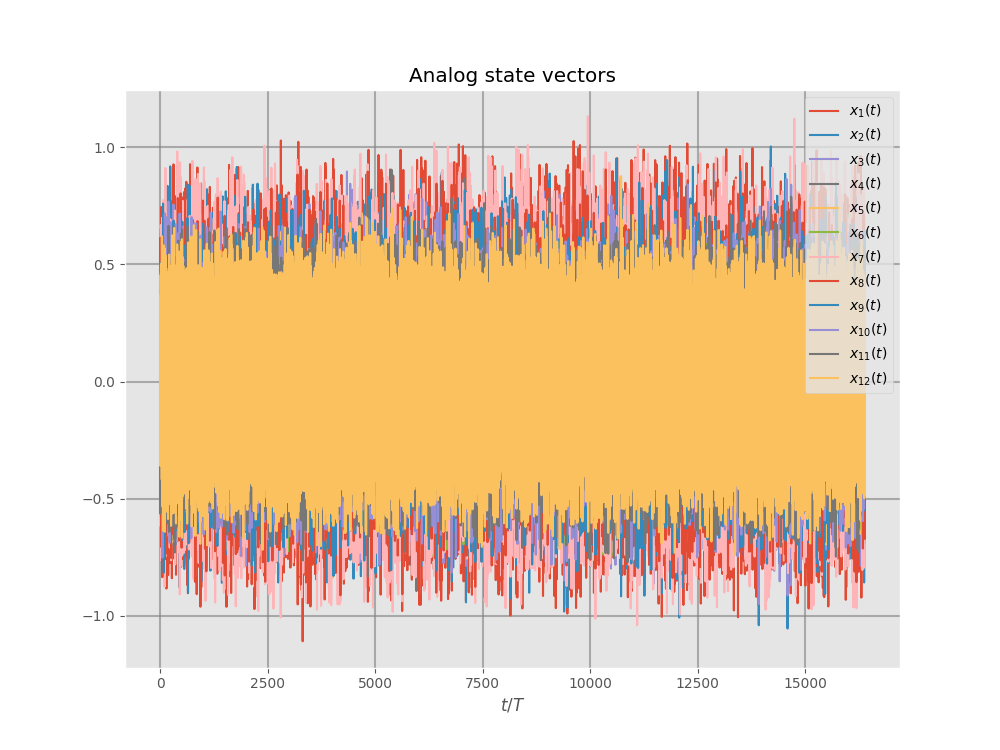 Analog state vectors
1.0
0.5
0.0
−0.5
−1.0
0 2500 5000 7500 10000 12500 15000
t/T
x₁(t)
x₂(t)
x₃(t)
x₄(t)
x₅(t)
x₆(t)
x₇(t)
x₈(t)
x₉(t)
x₁₀(t)
x₁₁(t)
x₁₂(t)